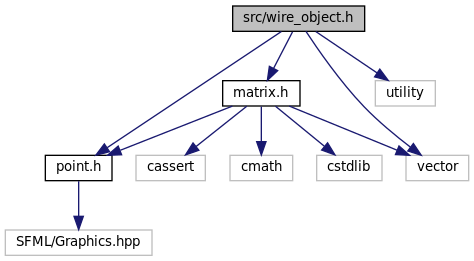 src/wire_object.h
matrix.h
utility
point.h
cassert
cmath
cstdlib
vector
SFML/Graphics.hpp